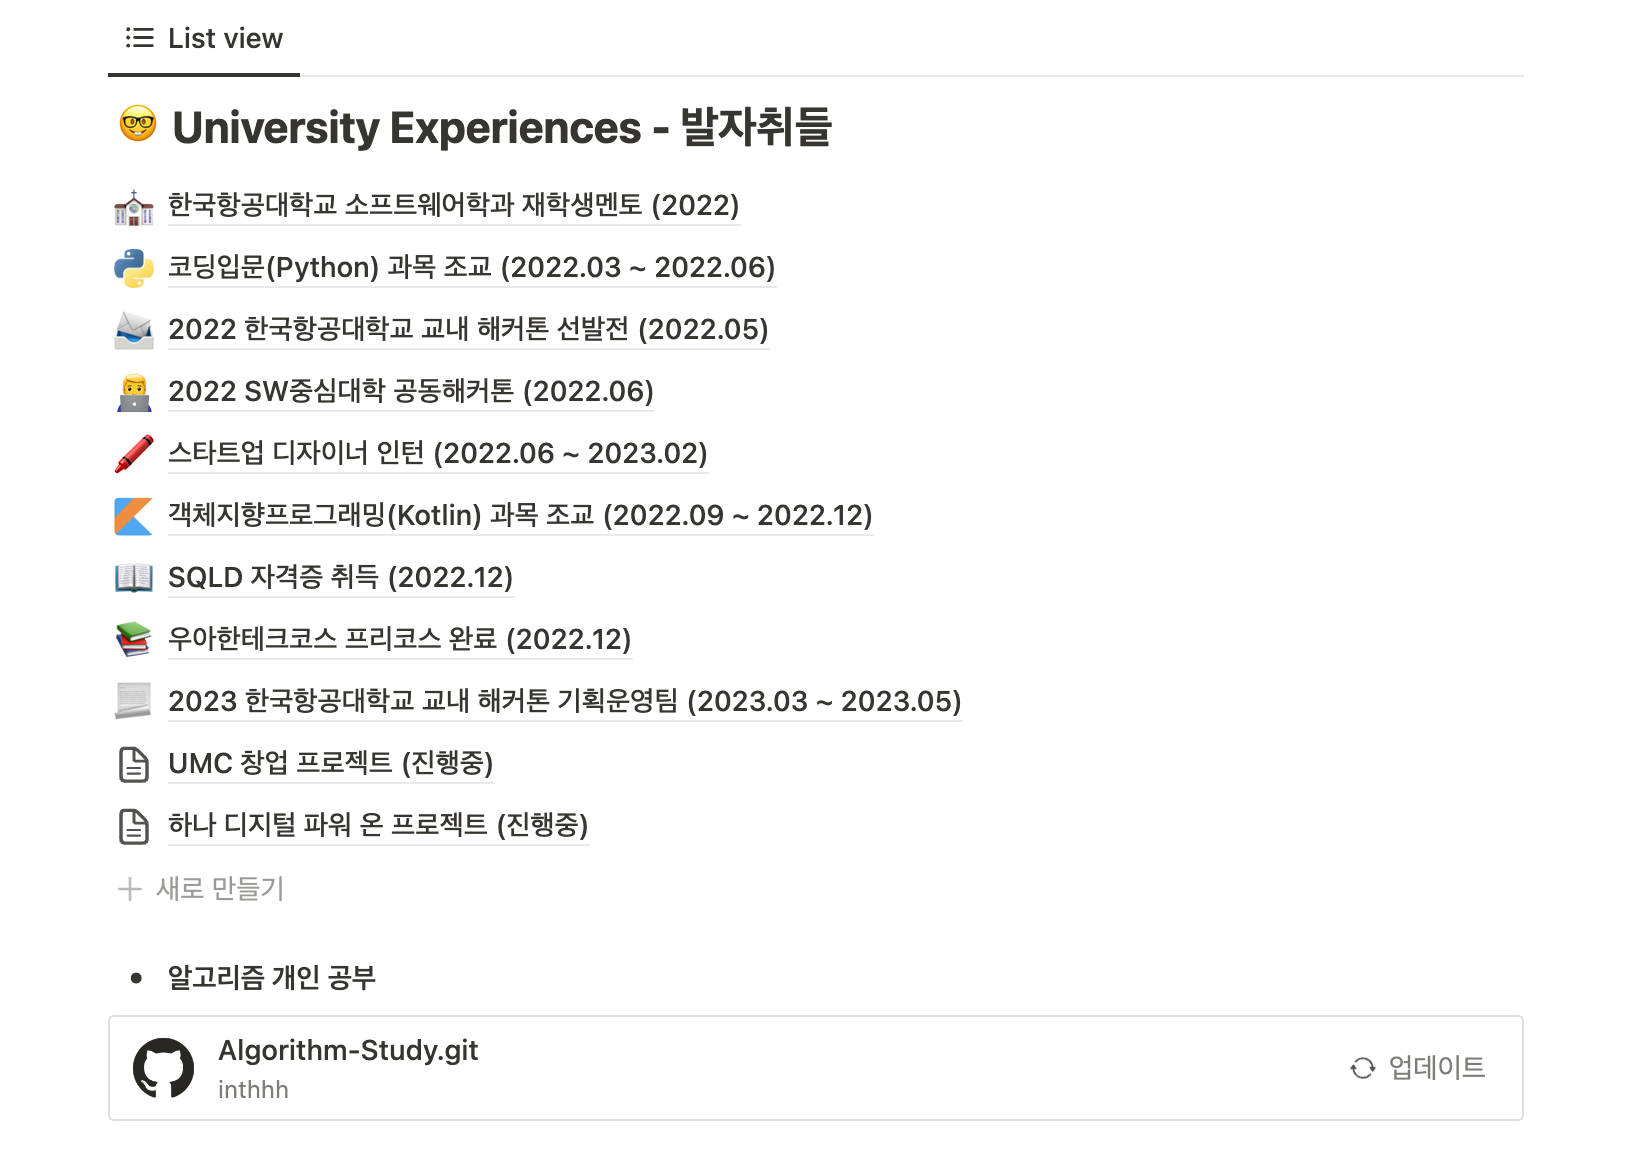 List view
University Experiences - 발자취들
한국항공대학교 소프트웨어학과 재학생멘토 (2022)
코딩입문(Python) 과목 조교 (2022.03 ~ 2022.06)
2022 한국항공대학교 교내 해커톤 선발전 (2022.05)
2022 SW중심대학 공동해커톤 (2022.06)
스타트업 디자이너 인턴 (2022.06 ~ 2023.02)
객체지향프로그래밍(Kotlin) 과목 조교 (2022.09 ~ 2022.12)
SQLD 자격증 취득 (2022.12)
우아한테크코스 프리코스 완료 (2022.12)
2023 한국항공대학교 교내 해커톤 기획운영팀 (2023.03 ~ 2023.05)
UMC 창업 프로젝트 (진행중)
하나 디지털 파워 온 프로젝트 (진행중)
새로 만들기
알고리즘 개인 공부
Algorithm-Study.git
inthhh
업데이트